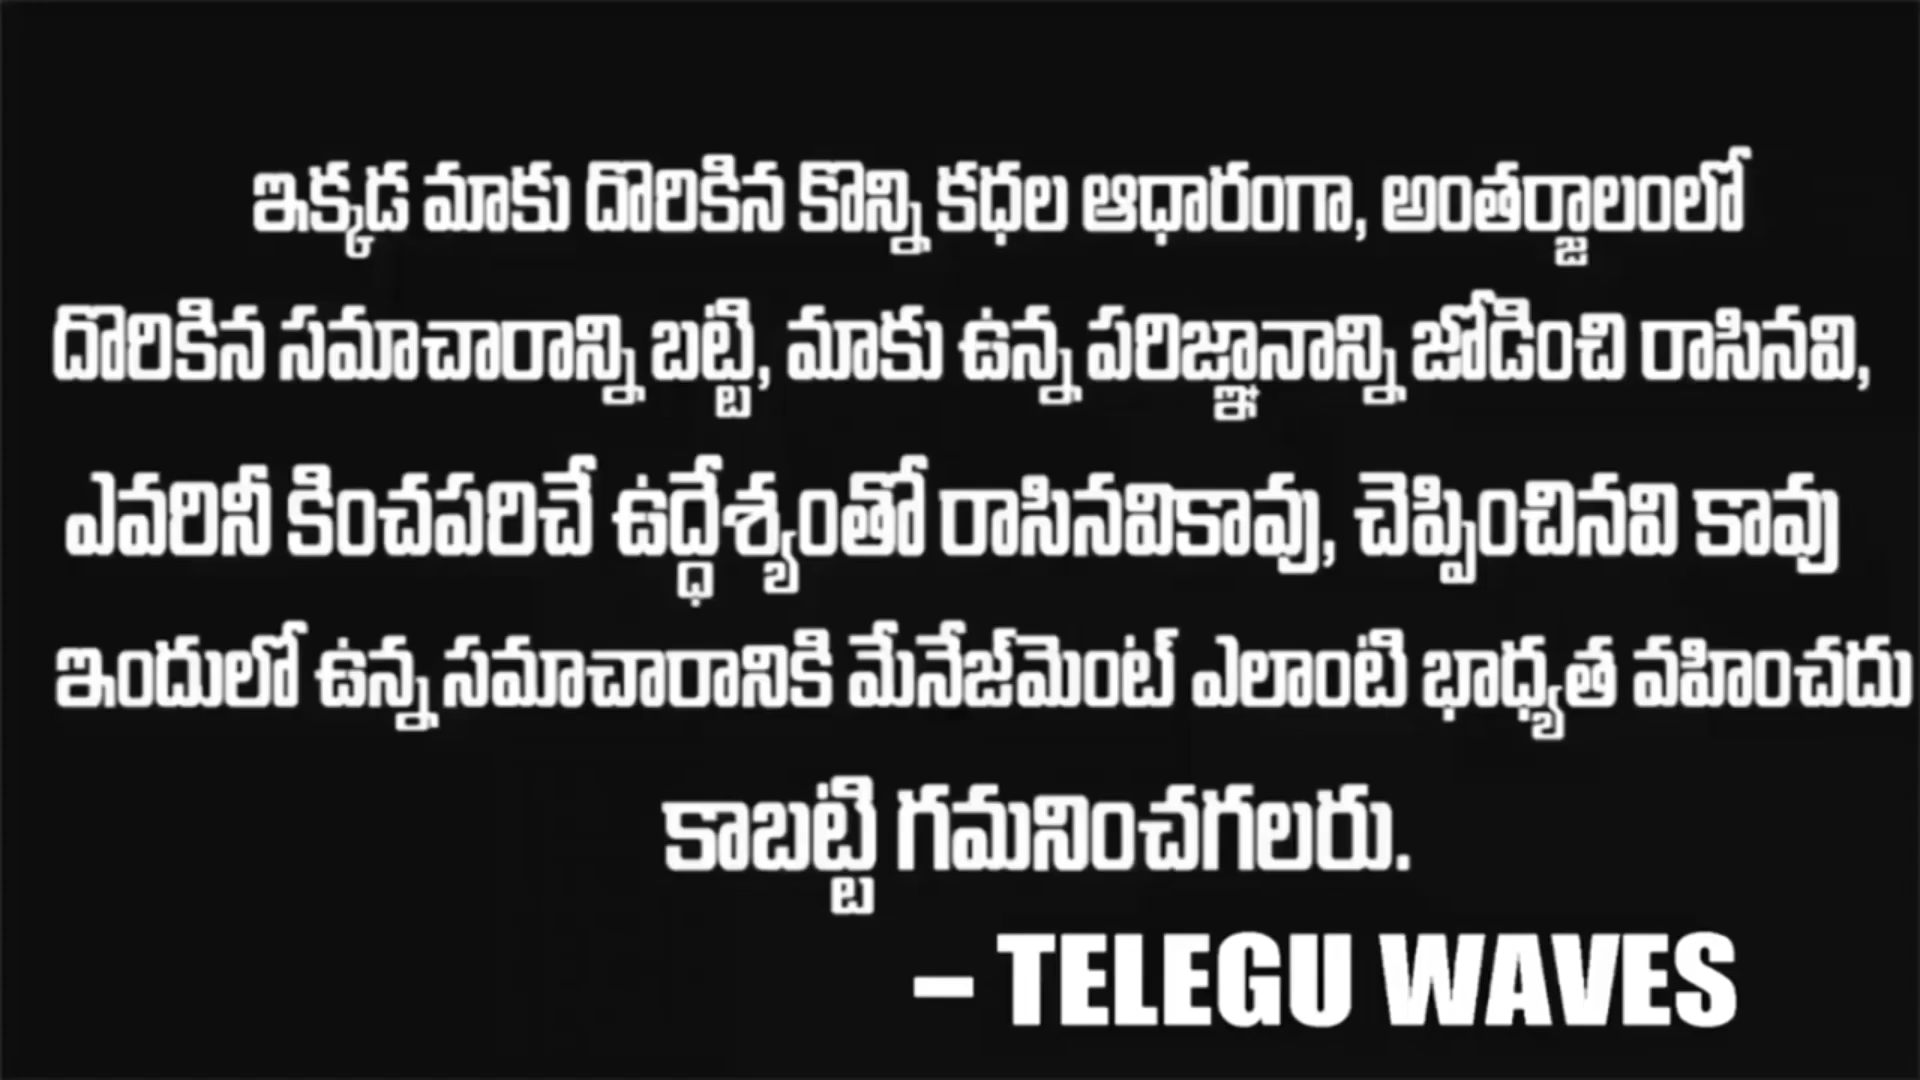 ఇక్కడ మాకు దొరికిన కొన్ని కధల ఆధారంగా, అంతర్జాలంలో
దొరికిన సమాచారాన్ని బట్టి, మాకు ఉన్న పరిజ్ఞానాన్ని జోడించి రాసినవి,
ఎవరినీ కించపరిచే ఉద్ధేశ్యంతో రాసినవికావు, చెప్పించినవి కావు
ఇందులో ఉన్న సమాచారానికి మేనేజ్‌మెంట్ ఎలాంటి భాధ్యత వహించదు
కాబట్టి గమనించగలరు.
– TELEGU WAVES